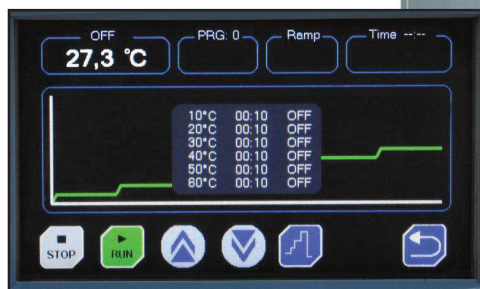 OFF PRG: 0 Ramp Time --:--
27,3 °C
10°C 00:10 OFF
20°C 00:10 OFF
30°C 00:10 OFF
40°C 00:10 OFF
50°C 00:10 OFF
60°C 00:10 OFF
STOP RUN